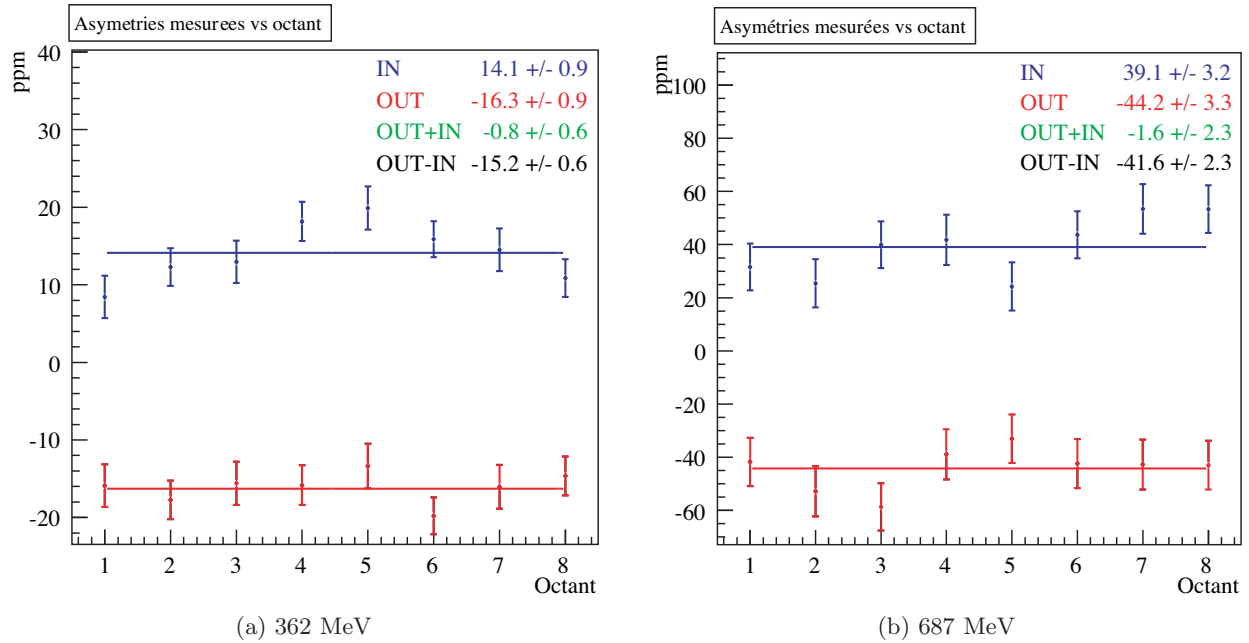 Asymetries mesurees vs octant
ppm
IN 14.1 +/- 0.9
OUT -16.3 +/- 0.9
OUT+IN -0.8 +/- 0.6
OUT-IN -15.2 +/- 0.6
40
30
20
10
0
-10
-20
1 2 3 4 5 6 7 8
Octant
(a) 362 MeV
Asymétries mesurées vs octant
ppm
IN 39.1 +/- 3.2
OUT -44.2 +/- 3.3
OUT+IN -1.6 +/- 2.3
OUT-IN -41.6 +/- 2.3
100
80
60
40
20
0
-20
-40
-60
1 2 3 4 5 6 7 8
Octant
(b) 687 MeV